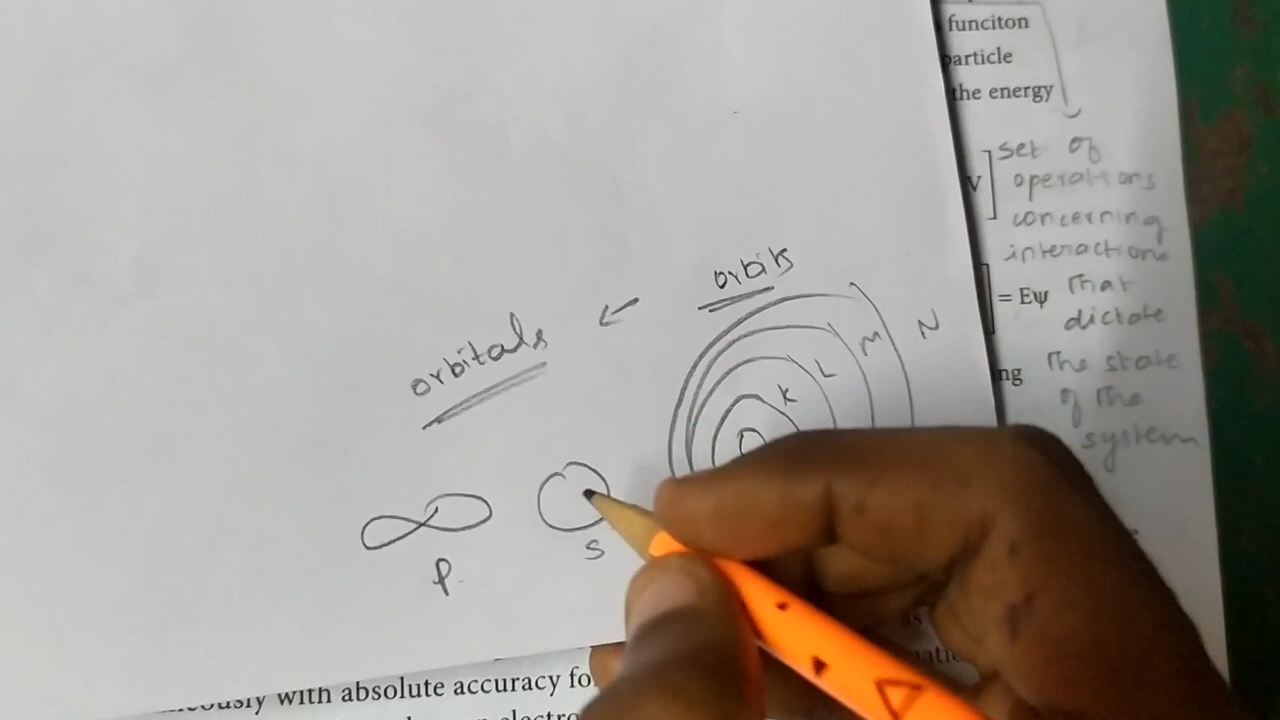 funciton
particle
the energy
set of
V] operations
concerning
interactions
] = Eψ That
dictate
ng The state
of the
system
orbits
orbitals
N
M
L
K
S
p
with absolute accuracy fo